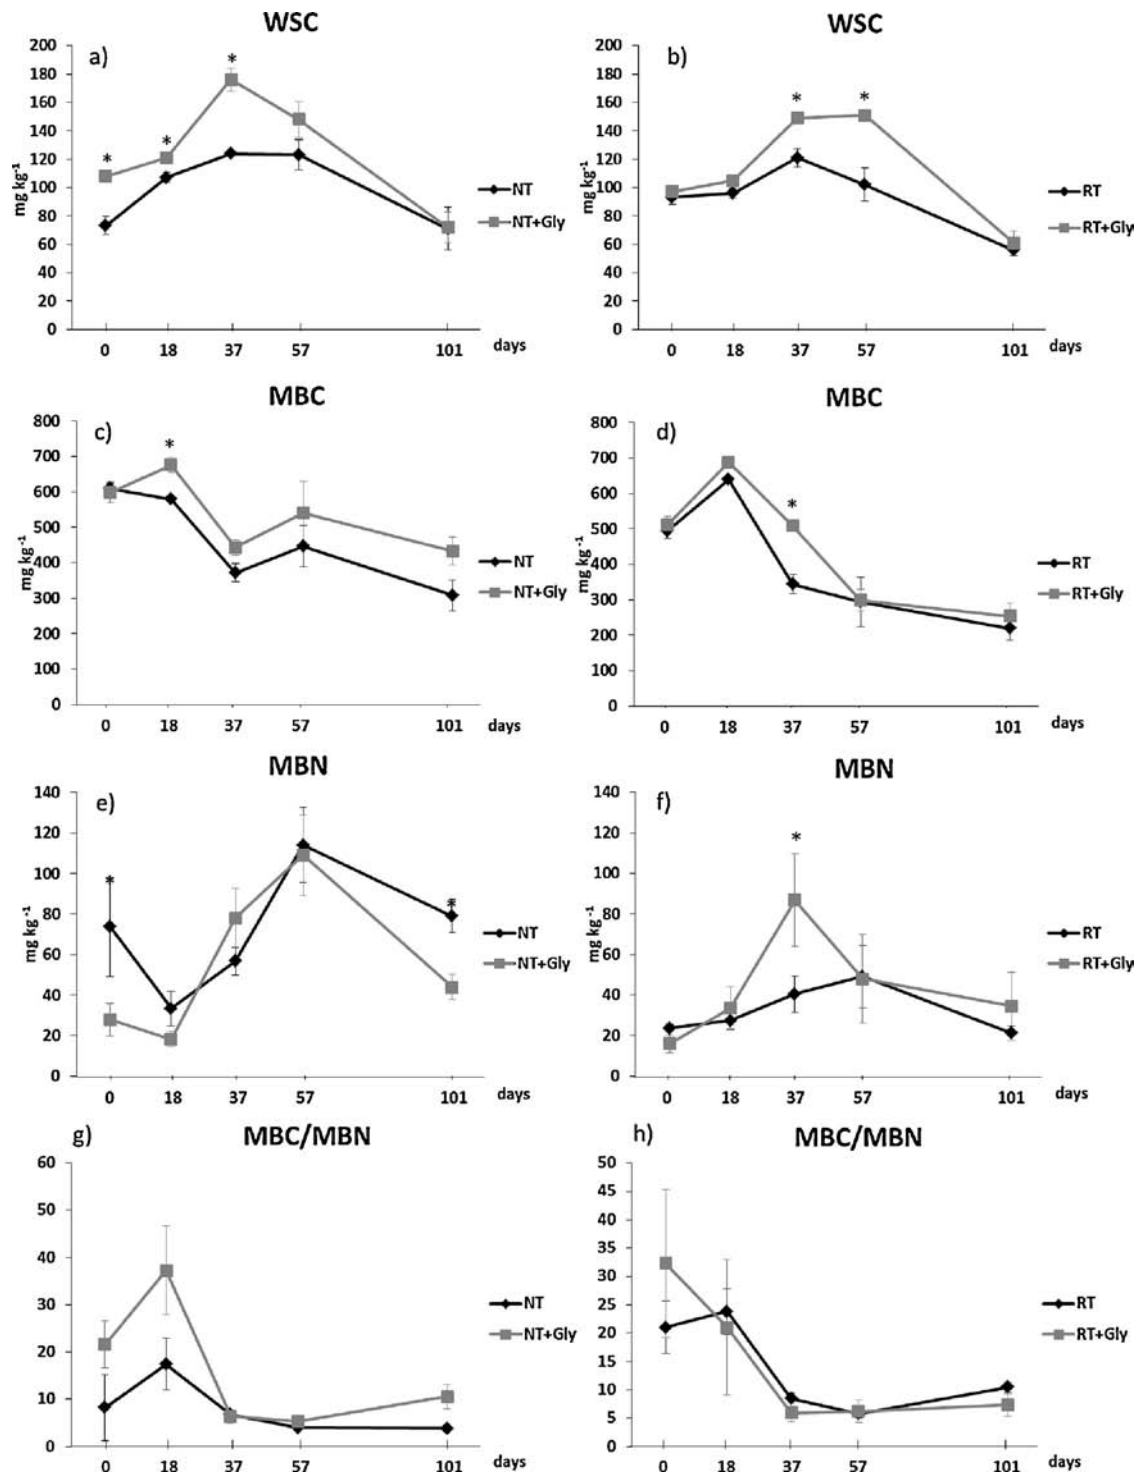 WSC
a)
200
180
160
140
120
100
80
60
40
20
0
mg kg⁻¹
*
*
*
NT
NT+Gly
0 18 37 57 101 days
WSC
b)
200
180
160
140
120
100
80
60
40
20
0
mg kg⁻¹
* *
RT
RT+Gly
0 18 37 57 101 days
MBC
c)
800
700
600
500
400
300
200
100
0
mg kg⁻¹
*
NT
NT+Gly
0 18 37 57 101 days
MBC
d)
800
700
600
500
400
300
200
100
0
mg kg⁻¹
*
RT
RT+Gly
0 18 37 57 101 days
MBN
e)
140
120
100
80
60
40
20
0
mg kg⁻¹
*
*
NT
NT+Gly
0 18 37 57 101 days
MBN
f)
140
120
100
80
60
40
20
0
mg kg⁻¹
*
RT
RT+Gly
0 18 37 57 101 days
g) MBC/MBN
60
50
40
30
20
10
0
NT
NT+Gly
0 18 37 57 101 days
h) MBC/MBN
50
45
40
35
30
25
20
15
10
5
0
RT
RT+Gly
0 18 37 57 101 days